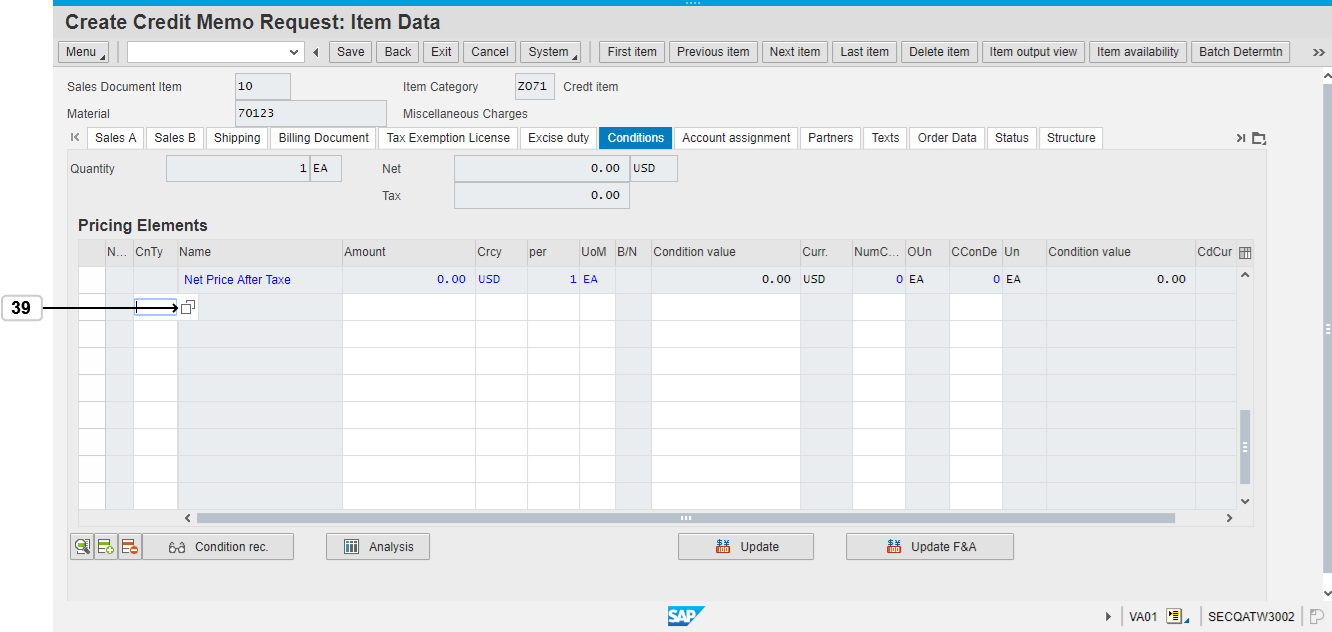 Create Credit Memo Request: Item Data
Menu Save Back Exit Cancel System First item Previous item Next item Last item Delete item Item output view Item availability Batch Determtn
Sales Document Item 10 Item Category ZO71 Credt item
Material 70123 Miscellaneous Charges
Sales A Sales B Shipping Billing Document Tax Exemption License Excise duty Conditions Account assignment Partners Texts Order Data Status Structure
Quantity 1 EA Net 0.00 USD
Tax 0.00
Pricing Elements
N... CnTy Name Amount Crcy per UoM B/N Condition value Curr. NumC... OUn CConDe Un Condition value CdCur
Net Price After Taxe 0.00 USD 1 EA 0.00 USD 0 EA 0 EA 0.00
39
Condition rec. Analysis Update Update F&A
SAP VA01 SECQATW3002